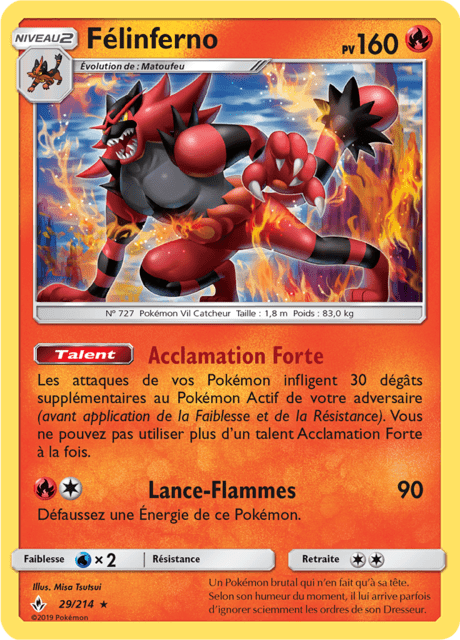 NIVEAU2
Félinferno
PV160
Évolution de : Matoufeu
N° 727 Pokémon Vil Catcheur Taille : 1,8 m Poids : 83,0 kg
Talent Acclamation Forte
Les attaques de vos Pokémon infligent 30 dégâts
supplémentaires au Pokémon Actif de votre adversaire
(avant application de la Faiblesse et de la Résistance). Vous
ne pouvez pas utiliser plus d'un talent Acclamation Forte
à la fois.
Lance-Flammes 90
Défaussez une Énergie de ce Pokémon.
Faiblesse ×2 Résistance Retraite
Illus. Misa Tsutsui
29/214 ★
©2019 Pokémon
Un Pokémon brutal qui n'en fait qu'à sa tête.
Selon son humeur du moment, il lui arrive parfois
d'ignorer sciemment les ordres de son Dresseur.